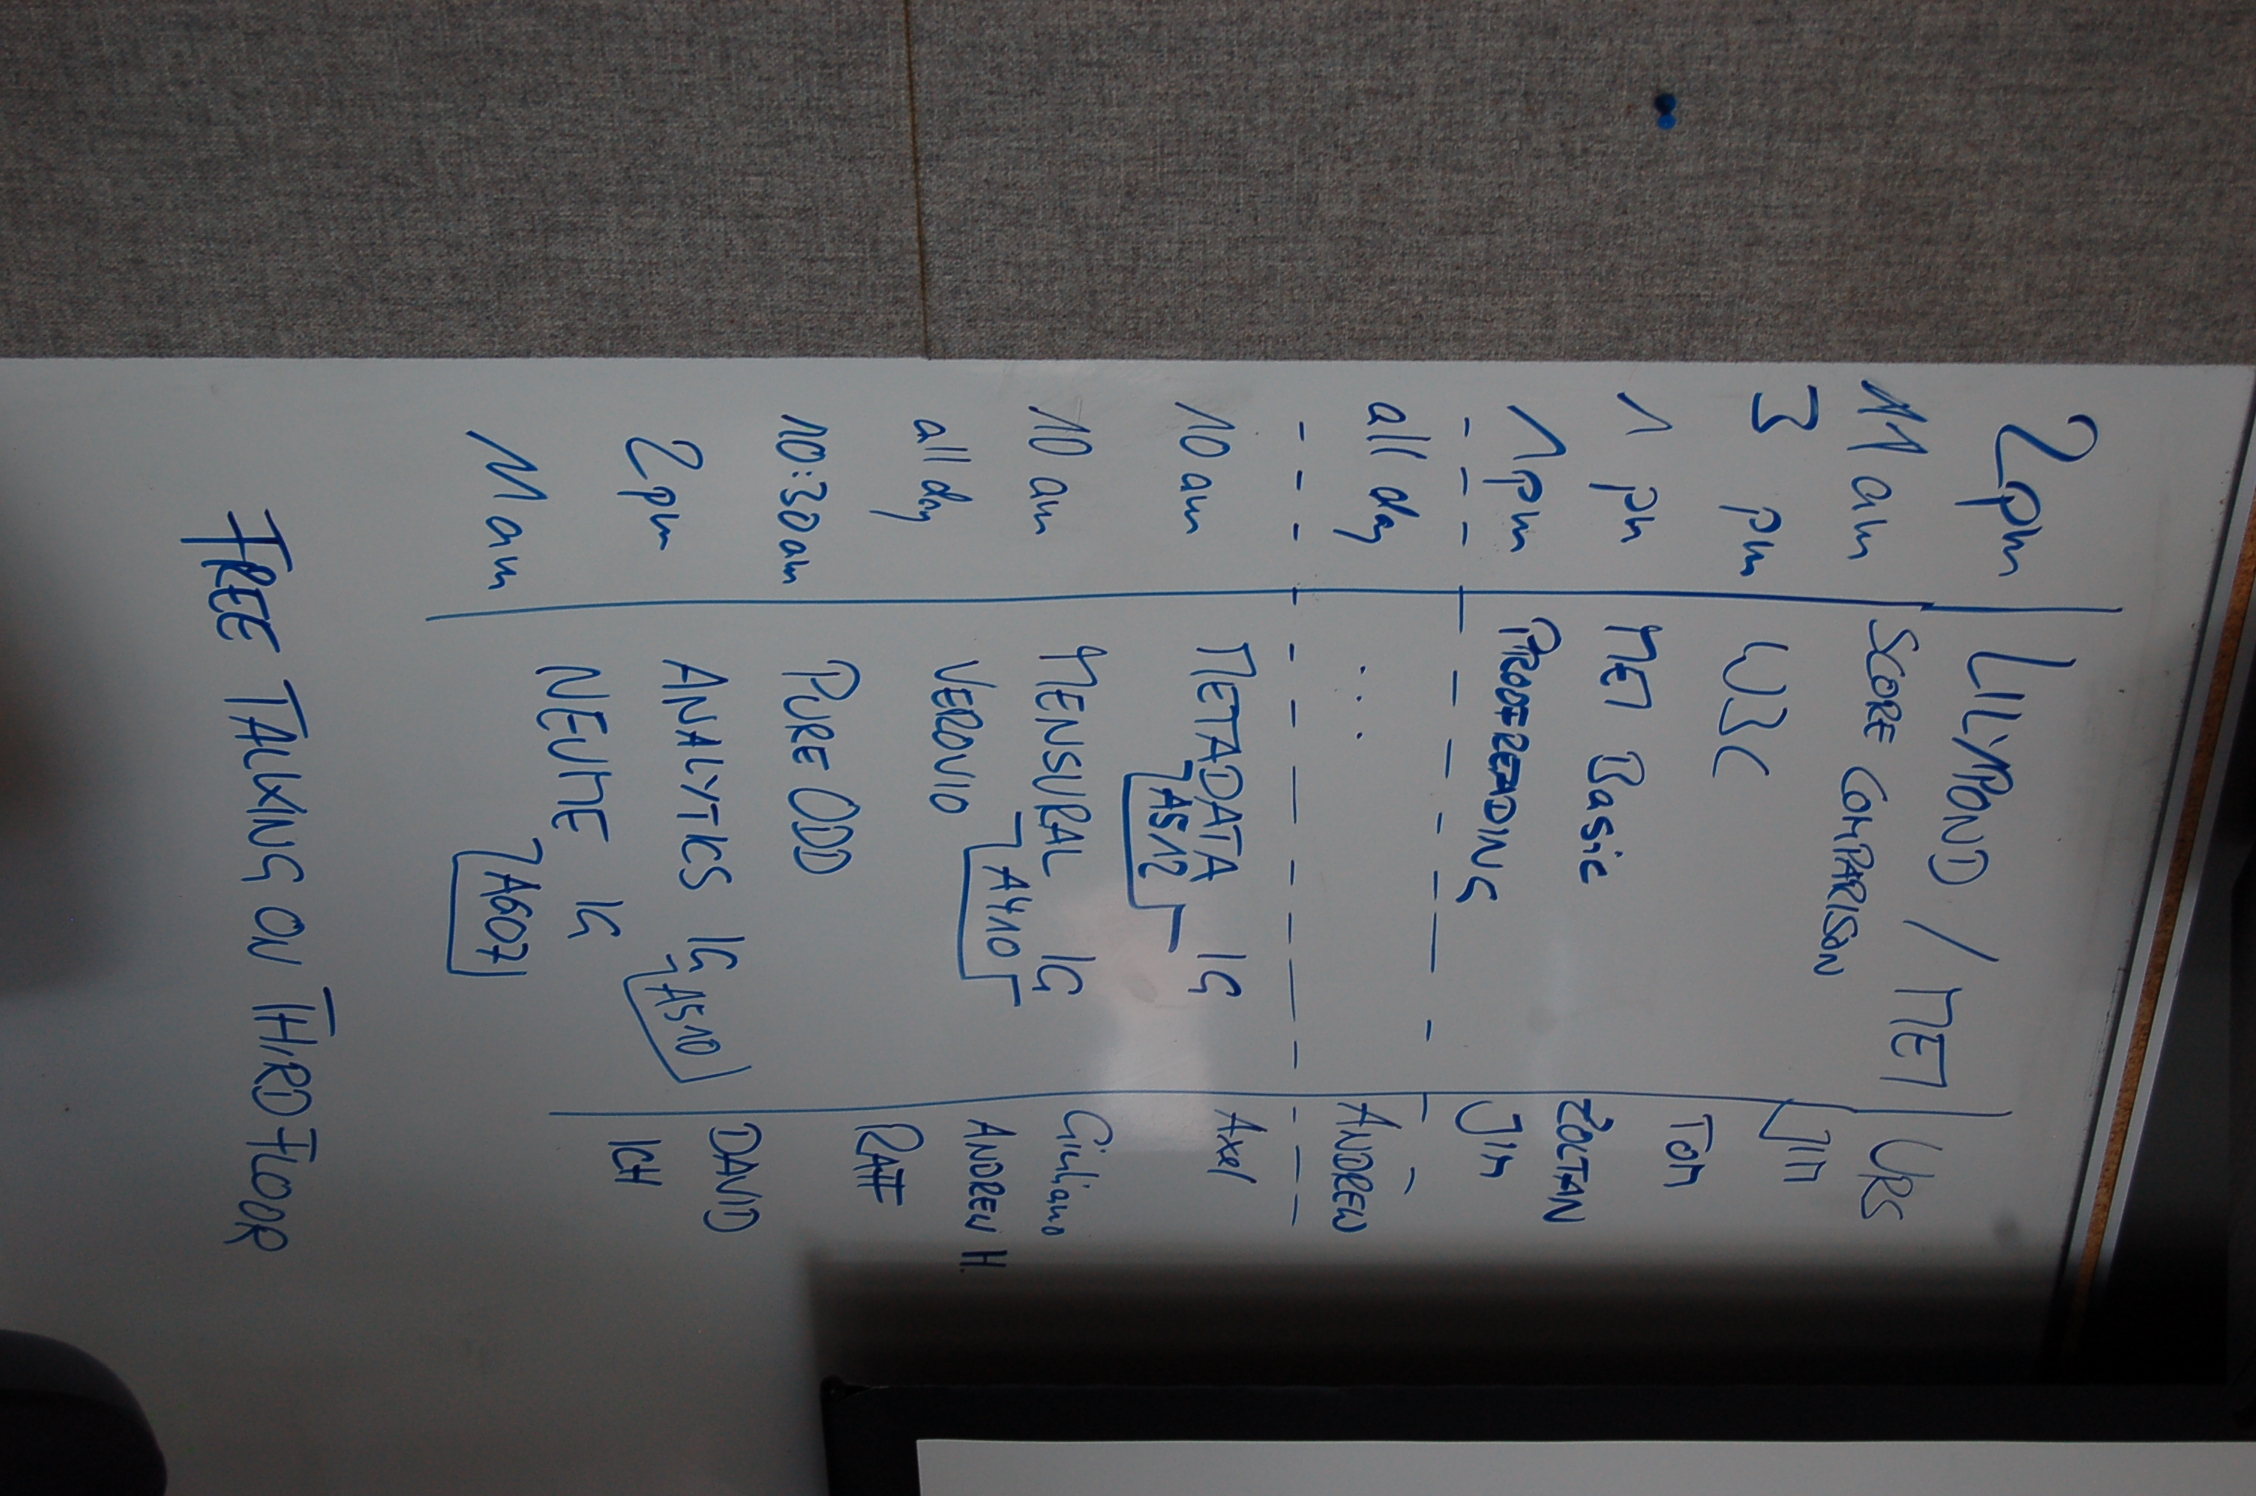 2pm LILYPOND / MEI URS
11 am SCORE COMPARISON JIM
3 pm W3C TOM
1 pm MEI Basic ZOLTAN
1pm PROOFREADING JIM
all day ... ANDREW
10 am METADATA IG Axel
A512
10 am MENSURAL IG Giuliano
A410
all day VEROVIO ANDREW H.
10:30am PURE ODD RAFF
2pm ANALYTICS IG A510 DAVID
11 am NEUME IG ICH
A607
FREE TALKING ON THIRD FLOOR